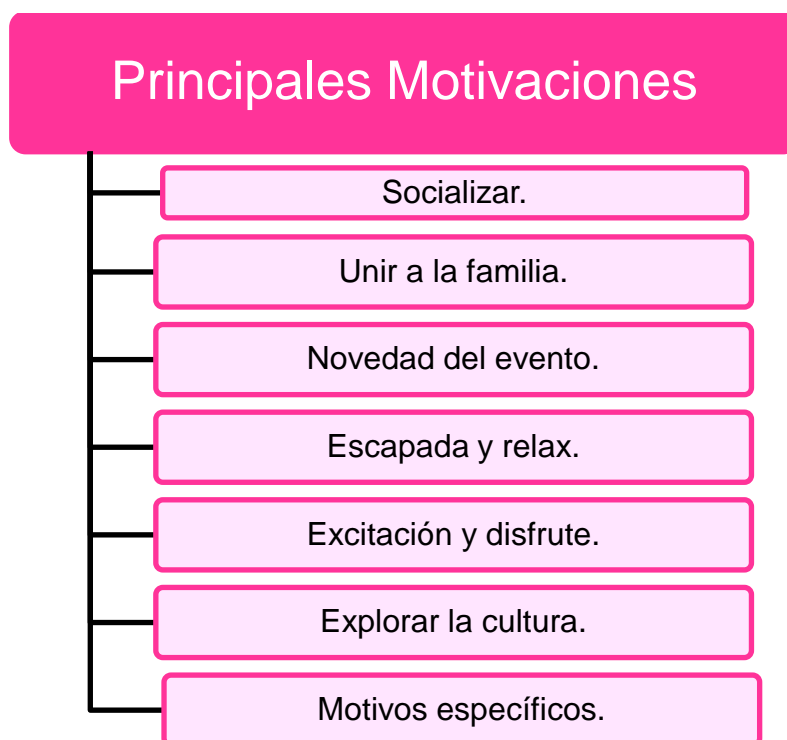 Principales Motivaciones
Socializar.
Unir a la familia.
Novedad del evento.
Escapada y relax.
Excitación y disfrute.
Explorar la cultura.
Motivos específicos.